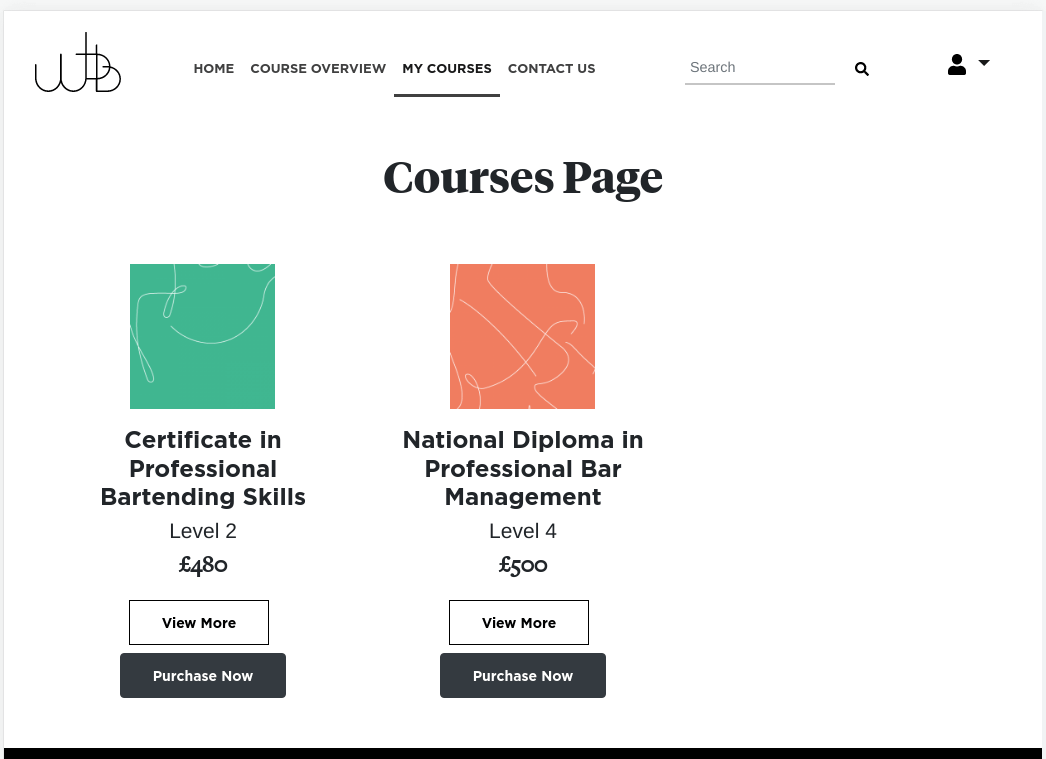 wb
HOME COURSE OVERVIEW MY COURSES CONTACT US Search
Courses Page
Certificate in
Professional
Bartending Skills
Level 2
£480
View More
Purchase Now
National Diploma in
Professional Bar
Management
Level 4
£500
View More
Purchase Now